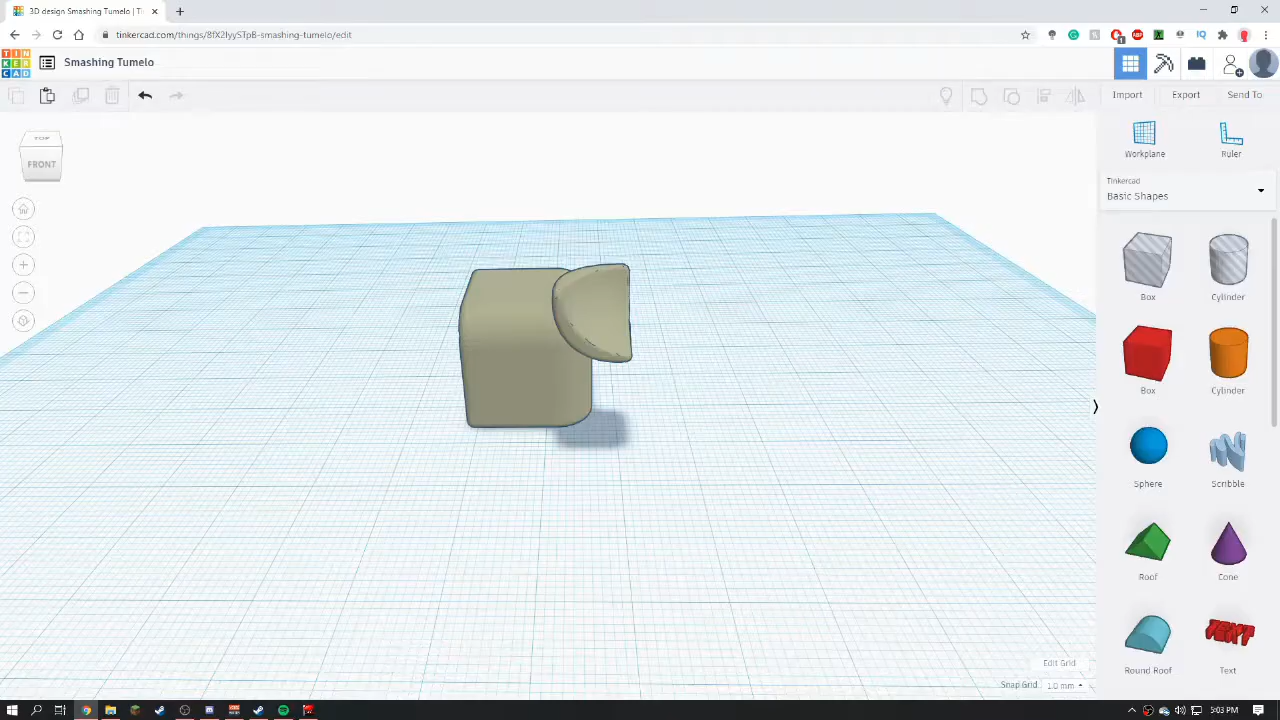 3D design Smashing Tumelo | Ti
tinkercad.com/things/8fX2IyySTpB-smashing-tumelo/edit
TIN
KER
CAD
Smashing Tumelo
Import
Export
Send To
TOP
FRONT
Workplane
Ruler
Tinkercad
Basic Shapes
Box
Cylinder
Box
Cylinder
Sphere
Scribble
Roof
Cone
TEXT
Round Roof
Text
Edit Grid
Snap Grid
1.0 mm
5:03 PM